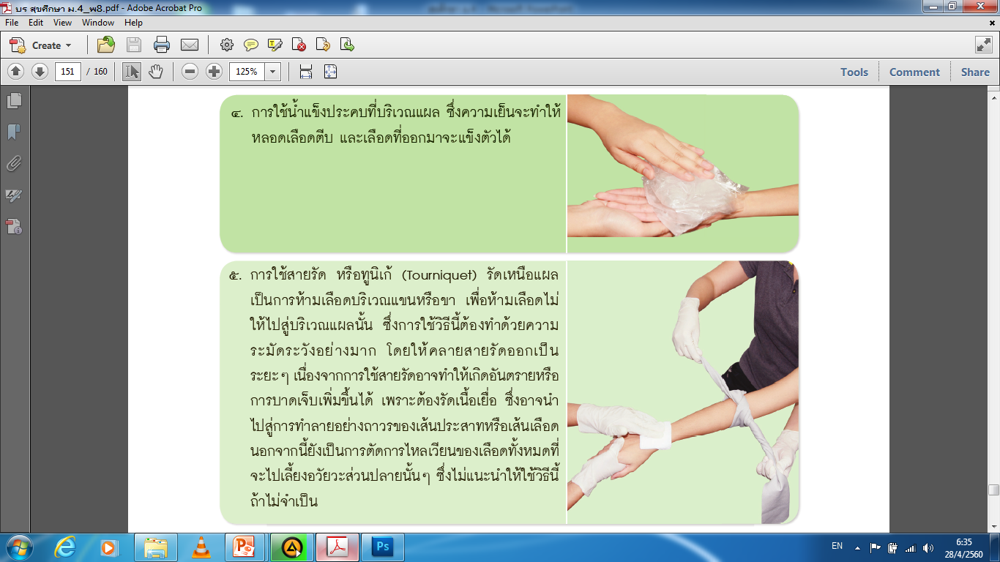 บร สุขศึกษา ม.4_พ8.pdf - Adobe Acrobat Pro
File Edit View Window Help
Create
151 / 160 125% Tools Comment Share
๔. การใช้น้ำแข็งประคบที่บริเวณแผล ซึ่งความเย็นจะทำให้
หลอดเลือดตีบ และเลือดที่ออกมาจะแข็งตัวได้
๕. การใช้สายรัด หรือทูนิเก้ (Tourniquet) รัดเหนือแผล
เป็นการห้ามเลือดบริเวณแขนหรือขา เพื่อห้ามเลือดไม่
ให้ไปสู่บริเวณแผลนั้น ซึ่งการใช้วิธีนี้ต้องทำด้วยความ
ระมัดระวังอย่างมาก โดยให้คลายสายรัดออกเป็น
ระยะๆ เนื่องจากการใช้สายรัดอาจทำให้เกิดอันตรายหรือ
การบาดเจ็บเพิ่มขึ้นได้ เพราะต้องรัดเนื้อเยื่อ ซึ่งอาจนำ
ไปสู่การทำลายอย่างถาวรของเส้นประสาทหรือเส้นเลือด
นอกจากนี้ยังเป็นการตัดการไหลเวียนของเลือดทั้งหมดที่
จะไปเลี้ยงอวัยวะส่วนปลายนั้นๆ ซึ่งไม่แนะนำให้ใช้วิธีนี้
ถ้าไม่จำเป็น
Ps EN 6:35
28/4/2560